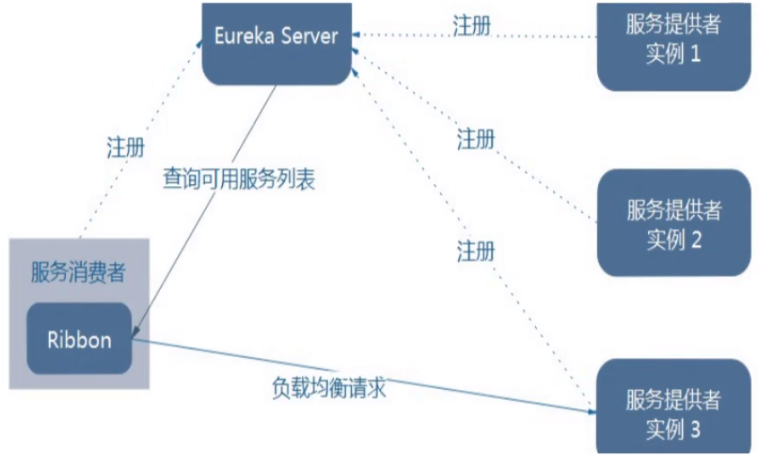 Eureka Server
注册
服务提供者
实例 1
注册
注册
查询可用服务列表
服务提供者
实例 2
注册
服务消费者
Ribbon
负载均衡请求
服务提供者
实例 3